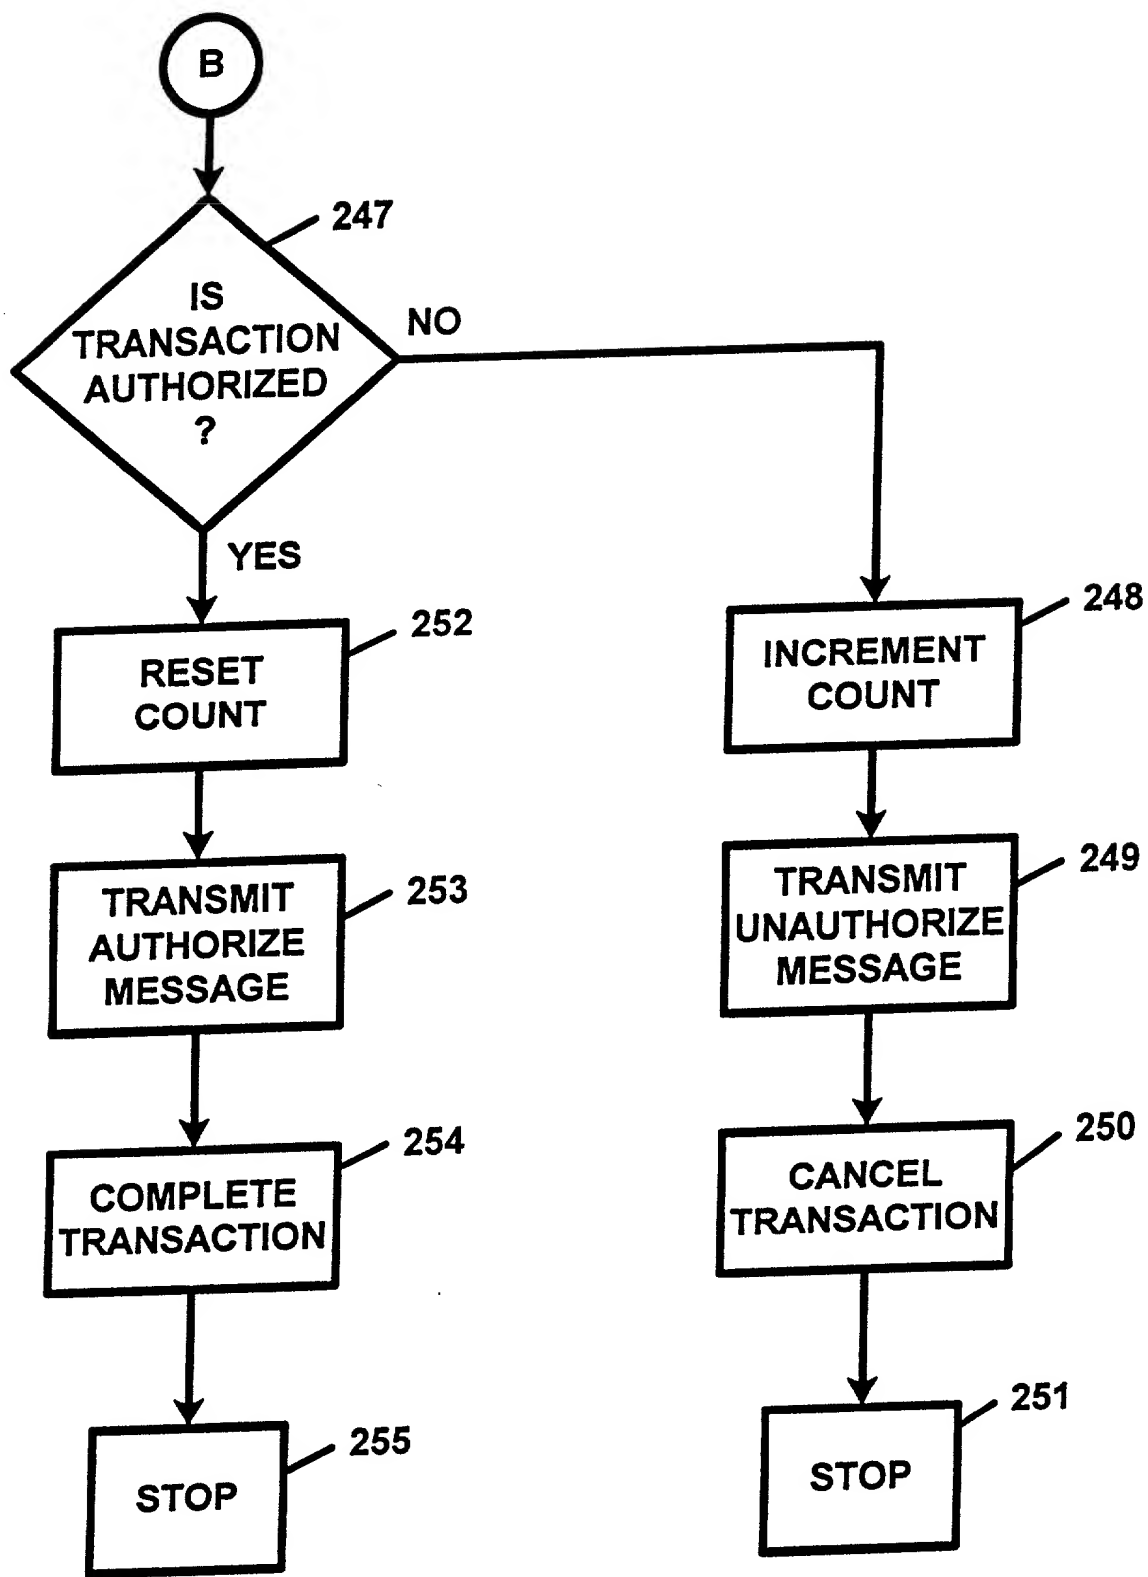 B
247
IS
TRANSACTION
AUTHORIZED
?
NO
YES
252
RESET
COUNT
248
INCREMENT
COUNT
253
TRANSMIT
AUTHORIZE
MESSAGE
249
TRANSMIT
UNAUTHORIZE
MESSAGE
254
COMPLETE
TRANSACTION
250
CANCEL
TRANSACTION
255
STOP
251
STOP